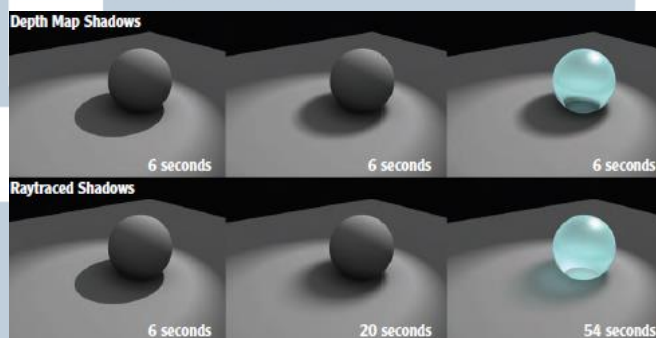 Depth Map Shadows
6 seconds
6 seconds
6 seconds
Raytraced Shadows
6 seconds
20 seconds
54 seconds